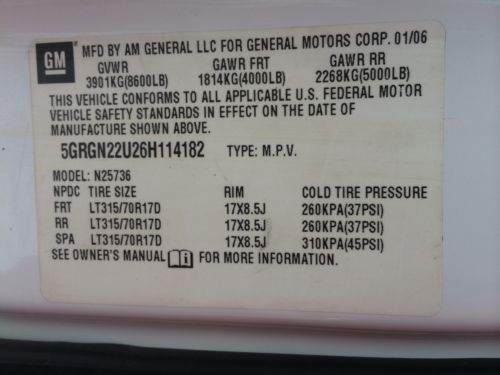 GM
MFD BY AM GENERAL LLC FOR GENERAL MOTORS CORP. 01/06
GVWR GAWR FRT GAWR RR
3901KG(8600LB) 1814KG(4000LB) 2268KG(5000LB)
THIS VEHICLE CONFORMS TO ALL APPLICABLE U.S. FEDERAL MOTOR
VEHICLE SAFETY STANDARDS IN EFFECT ON THE DATE OF
MANUFACTURE SHOWN ABOVE.
5GRGN22U26H114182 TYPE: M.P.V.
MODEL: N25736
NPDC TIRE SIZE RIM COLD TIRE PRESSURE
FRT LT315/70R17D 17X8.5J 260KPA(37PSI)
RR LT315/70R17D 17X8.5J 260KPA(37PSI)
SPA LT315/70R17D 17X8.5J 310KPA(45PSI)
SEE OWNER'S MANUAL i FOR MORE INFORMATION.